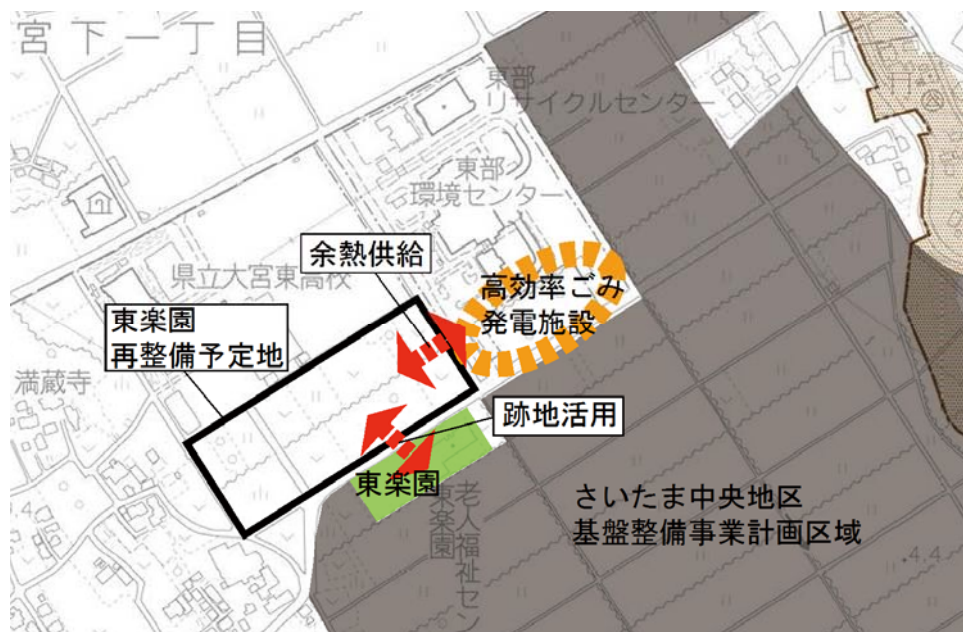 宮下一丁目
東部
リサイクルセンター
東部
環境センター
余熱供給
県立大宮東高校
高効率ごみ
発電施設
東楽園
再整備予定地
満蔵寺
跡地活用
東楽園
老人福祉セン
東楽園
さいたま中央地区
基盤整備事業計画区域
4.4
4.4